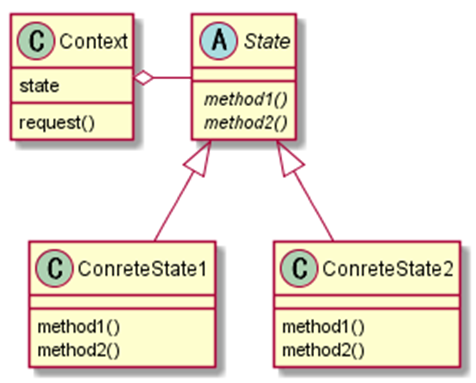 C Context
state
request()
A State
method1()
method2()
C ConreteState1
method1()
method2()
C ConreteState2
method1()
method2()